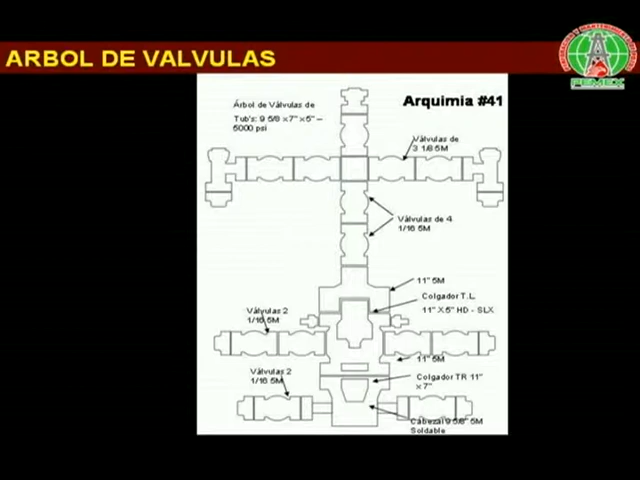 ARBOL DE VALVULAS
PEMEX
Árbol de Válvulas de
Tub's: 9 5/8 x 7" x 5" –
5000 psi
Arquimia #41
Válvulas de
3 1/8 5M
Válvulas de 4
1/16 5M
11" 5M
Colgador T.L.
11" X 5" HD - SLX
Válvulas 2
1/16 5M
11" 5M
Válvulas 2
1/16 5M
Colgador TR 11"
x 7"
Cabezal 9 5/8" 5M
Soldable